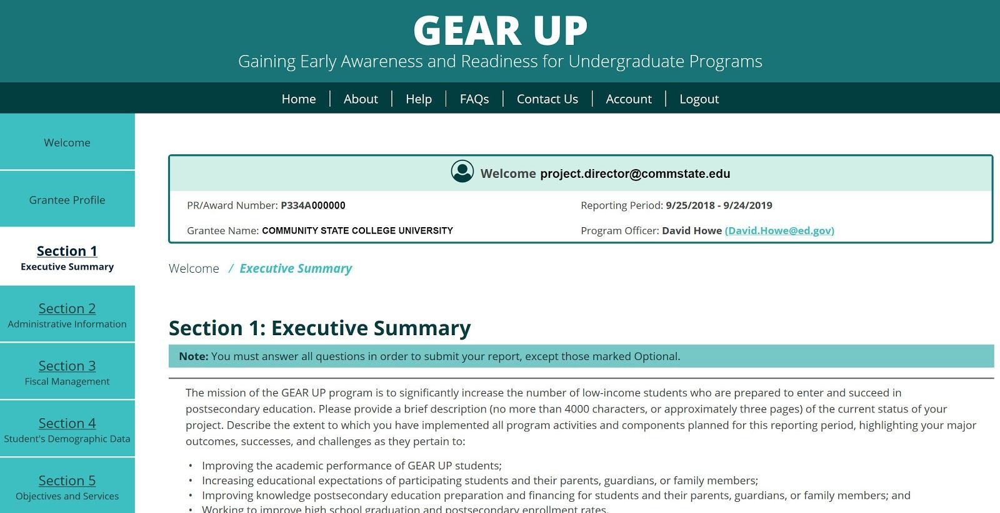 GEAR UP
Gaining Early Awareness and Readiness for Undergraduate Programs
Home About Help FAQs Contact Us Account Logout
Welcome
Grantee Profile
Section 1
Executive Summary
Section 2
Administrative Information
Section 3
Fiscal Management
Section 4
Student's Demographic Data
Section 5
Objectives and Services
Welcome project.director@commstate.edu
PR/Award Number: P334A000000
Reporting Period: 9/25/2018 - 9/24/2019
Grantee Name: COMMUNITY STATE COLLEGE UNIVERSITY
Program Officer: David Howe (David.Howe@ed.gov)
Welcome / Executive Summary
Section 1: Executive Summary
Note: You must answer all questions in order to submit your report, except those marked Optional.
The mission of the GEAR UP program is to significantly increase the number of low-income students who are prepared to enter and succeed in
postsecondary education. Please provide a brief description (no more than 4000 characters, or approximately three pages) of the current status of your
project. Describe the extent to which you have implemented all program activities and components planned for this reporting period, highlighting your major
outcomes, successes, and challenges as they pertain to:
• Improving the academic performance of GEAR UP students;
• Increasing educational expectations of participating students and their parents, guardians, or family members;
• Improving knowledge postsecondary education preparation and financing for students and their parents, guardians, or family members; and
• Working to improve high school graduation and postsecondary enrollment rates.